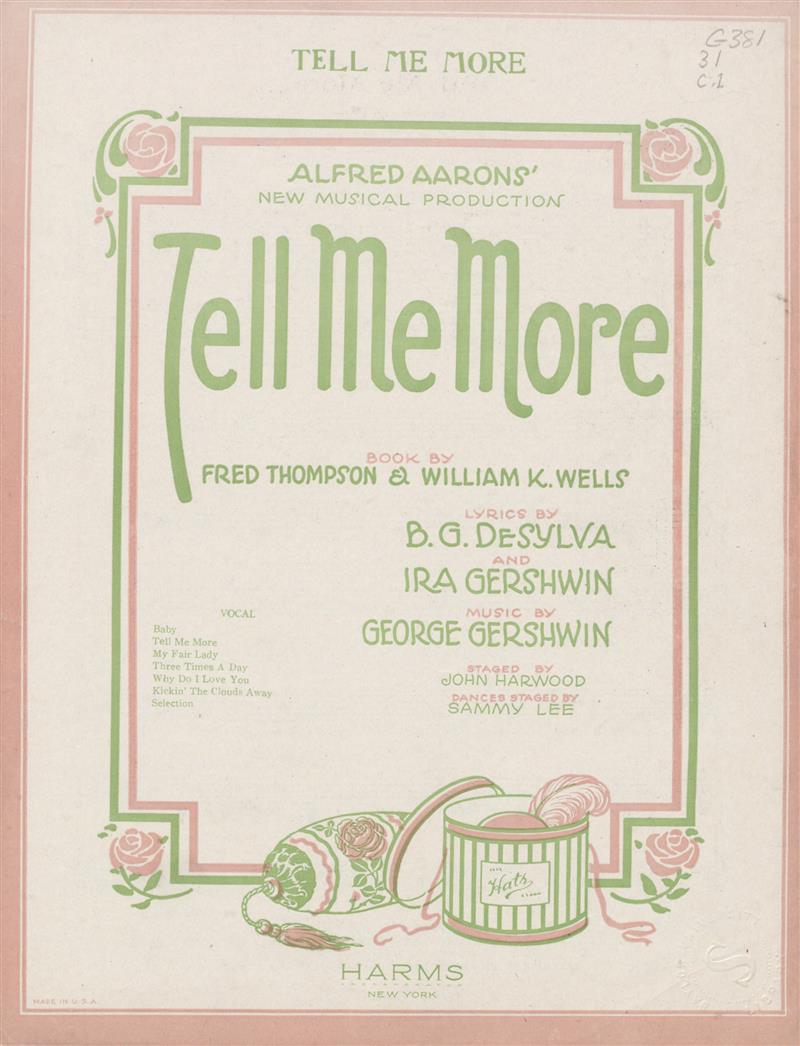 TELL ME MORE
G381
31
c.1
ALFRED AARONS'
NEW MUSICAL PRODUCTION
Tell Me More
BOOK BY
FRED THOMPSON & WILLIAM K. WELLS
LYRICS BY
B. G. DeSYLVA
AND
IRA GERSHWIN
MUSIC BY
GEORGE GERSHWIN
STAGED BY
JOHN HARWOOD
DANCES STAGED BY
SAMMY LEE
VOCAL
Baby
Tell Me More
My Fair Lady
Three Times A Day
Why Do I Love You
Kickin' The Clouds Away
Selection
Hats
HARMS
INCORPORATED
NEW YORK
MADE IN U.S.A.